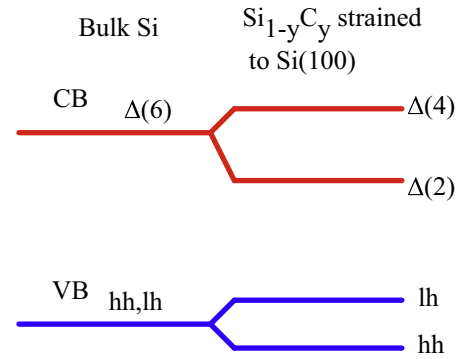 Bulk Si
Si1-yCy strained
to Si(100)
CB
Δ(6)
Δ(4)
Δ(2)
VB
hh,lh
lh
hh